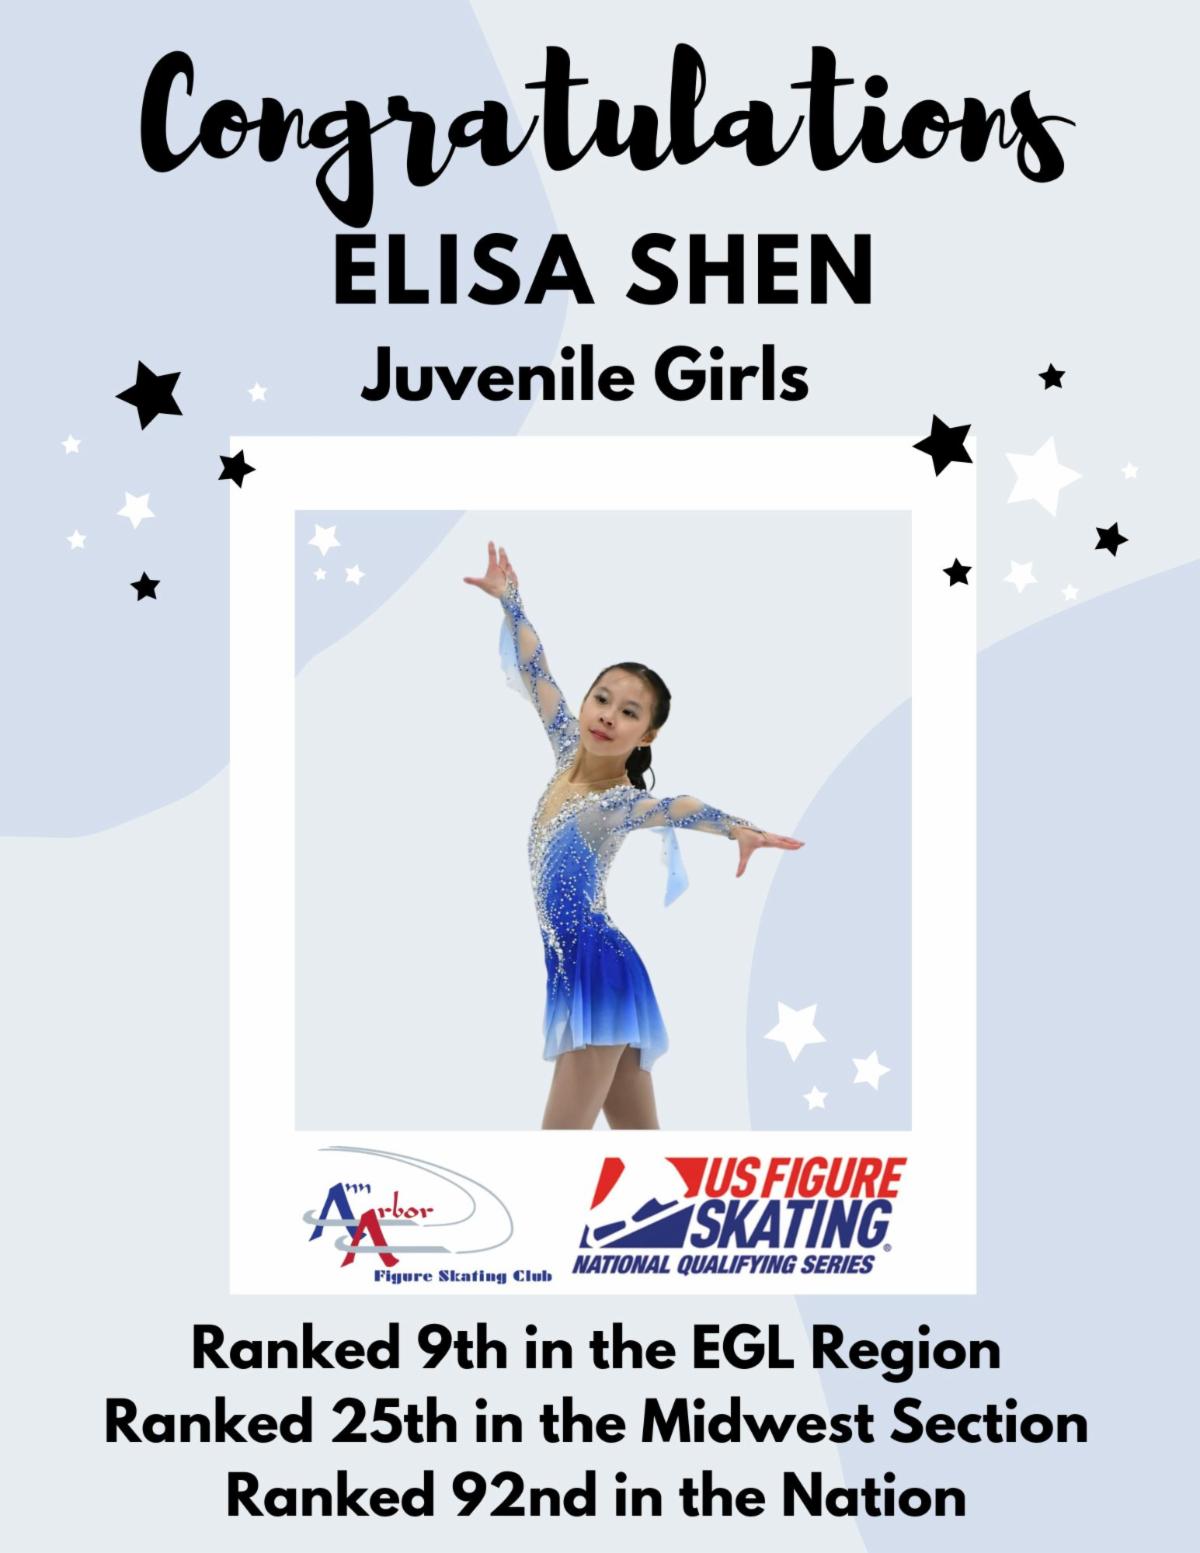 Congratulations
ELISA SHEN
Juvenile Girls
Ann Arbor
Figure Skating Club
US FIGURE
SKATING®
NATIONAL QUALIFYING SERIES
Ranked 9th in the EGL Region
Ranked 25th in the Midwest Section
Ranked 92nd in the Nation